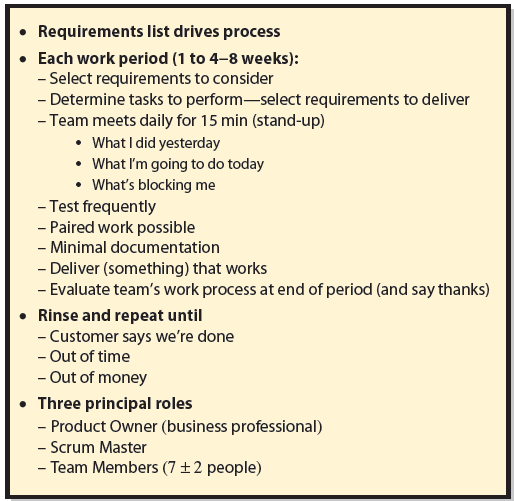 • Requirements list drives process
• Each work period (1 to 4–8 weeks):
– Select requirements to consider
– Determine tasks to perform—select requirements to deliver
– Team meets daily for 15 min (stand-up)
• What I did yesterday
• What I'm going to do today
• What's blocking me
– Test frequently
– Paired work possible
– Minimal documentation
– Deliver (something) that works
– Evaluate team's work process at end of period (and say thanks)
• Rinse and repeat until
– Customer says we're done
– Out of time
– Out of money
• Three principal roles
– Product Owner (business professional)
– Scrum Master
– Team Members (7 ± 2 people)